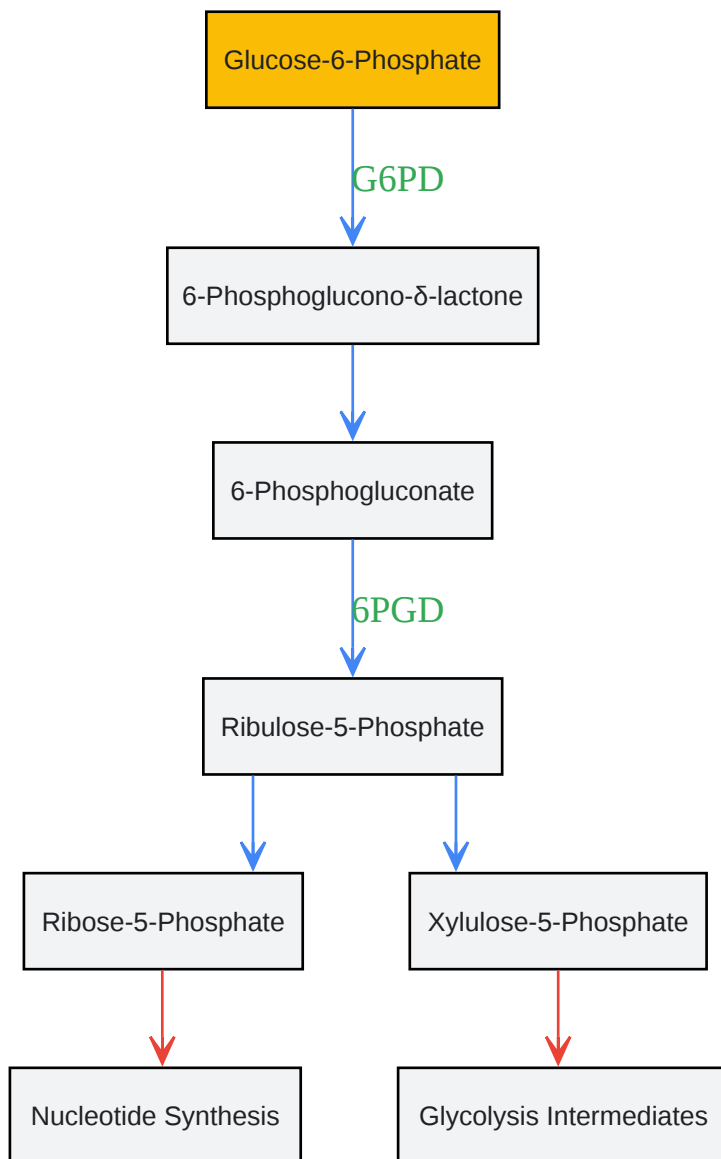 Glucose-6-Phosphate
G6PD
6-Phosphoglucono-δ-lactone
6-Phosphogluconate
6PGD
Ribulose-5-Phosphate
Ribose-5-Phosphate
Xylulose-5-Phosphate
Nucleotide Synthesis
Glycolysis Intermediates